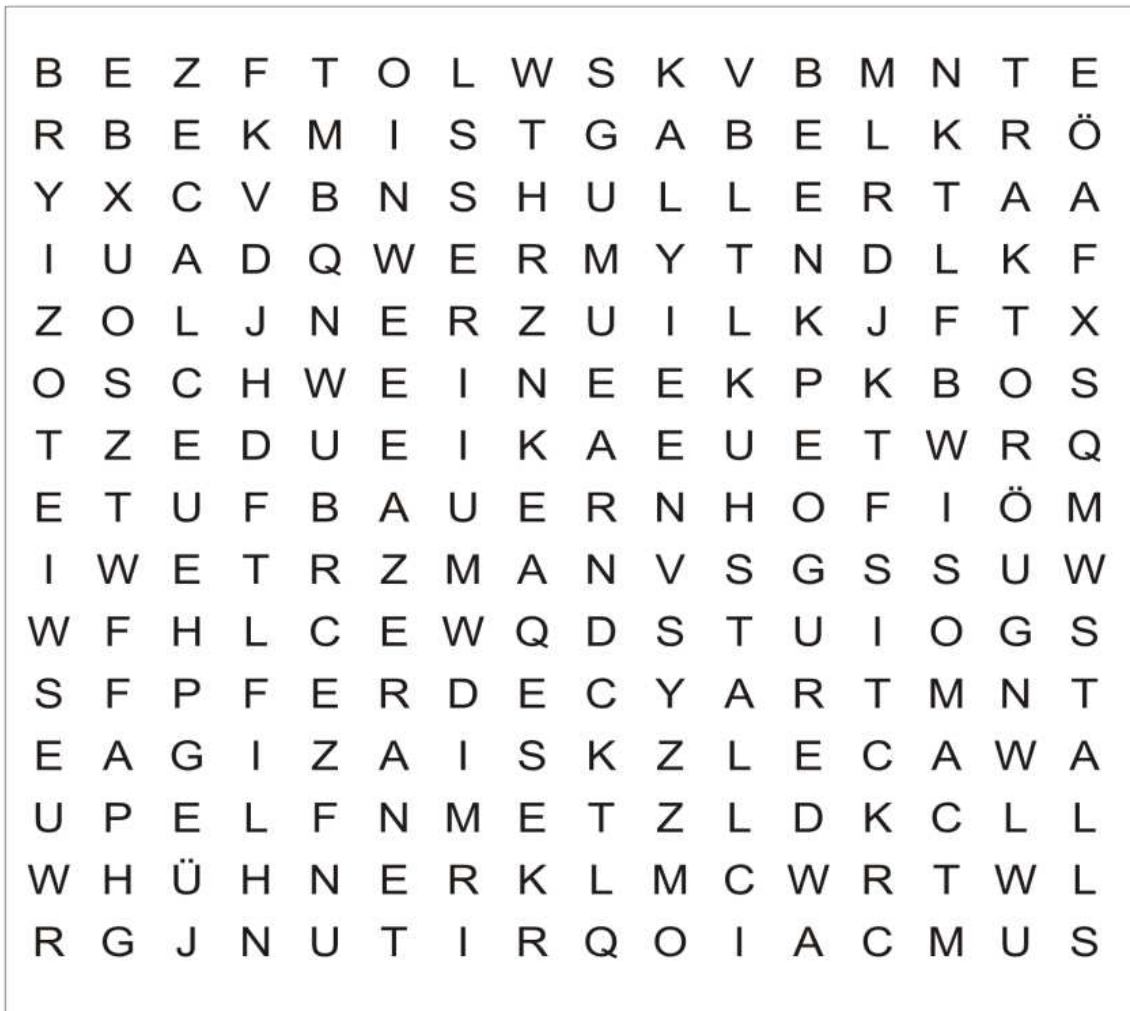 B E Z F T O L W S K V B M N T E
R B E K M I S T G A B E L K R Ö
Y X C V B N S H U L L E R T A A
I U A D Q W E R M Y T N D L K F
Z O L J N E R Z U I L K J F T X
O S C H W E I N E E K P K B O S
T Z E D U E I K A E U E T W R Q
E T U F B A U E R N H O F I Ö M
I W E T R Z M A N V S G S S U W
W F H L C E W Q D S T U I O G S
S F P F E R D E C Y A R T M N T
E A G I Z A I S K Z L E C A W A
U P E L F N M E T Z L D K C L L
W H Ü H N E R K L M C W R T W L
R G J N U T I R Q O I A C M U S